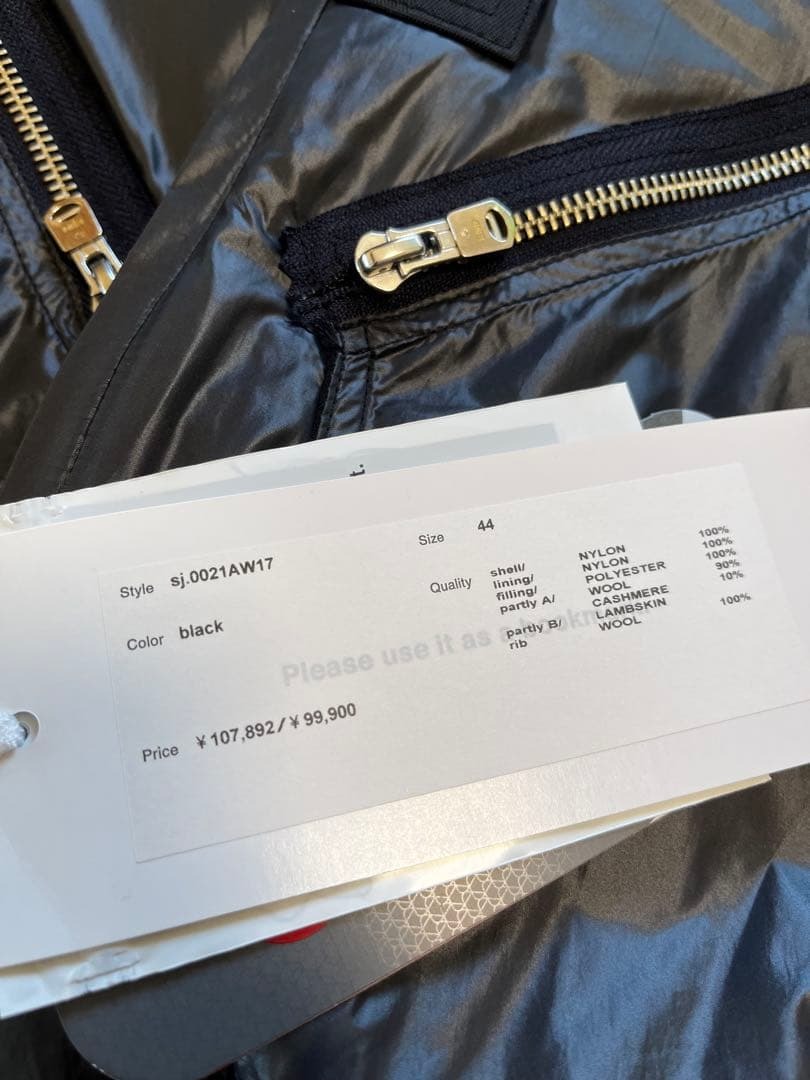 t.
Style sj.0021AW17
Size 44
Color black
Quality shell/ NYLON 100%
lining/ NYLON 100%
filling/ POLYESTER 100%
partly A/ WOOL 90%
CASHMERE 10%
partly B/ LAMBSKIN
rib WOOL 100%
Please use it as a bookmark
Price ¥107,892/¥99,900